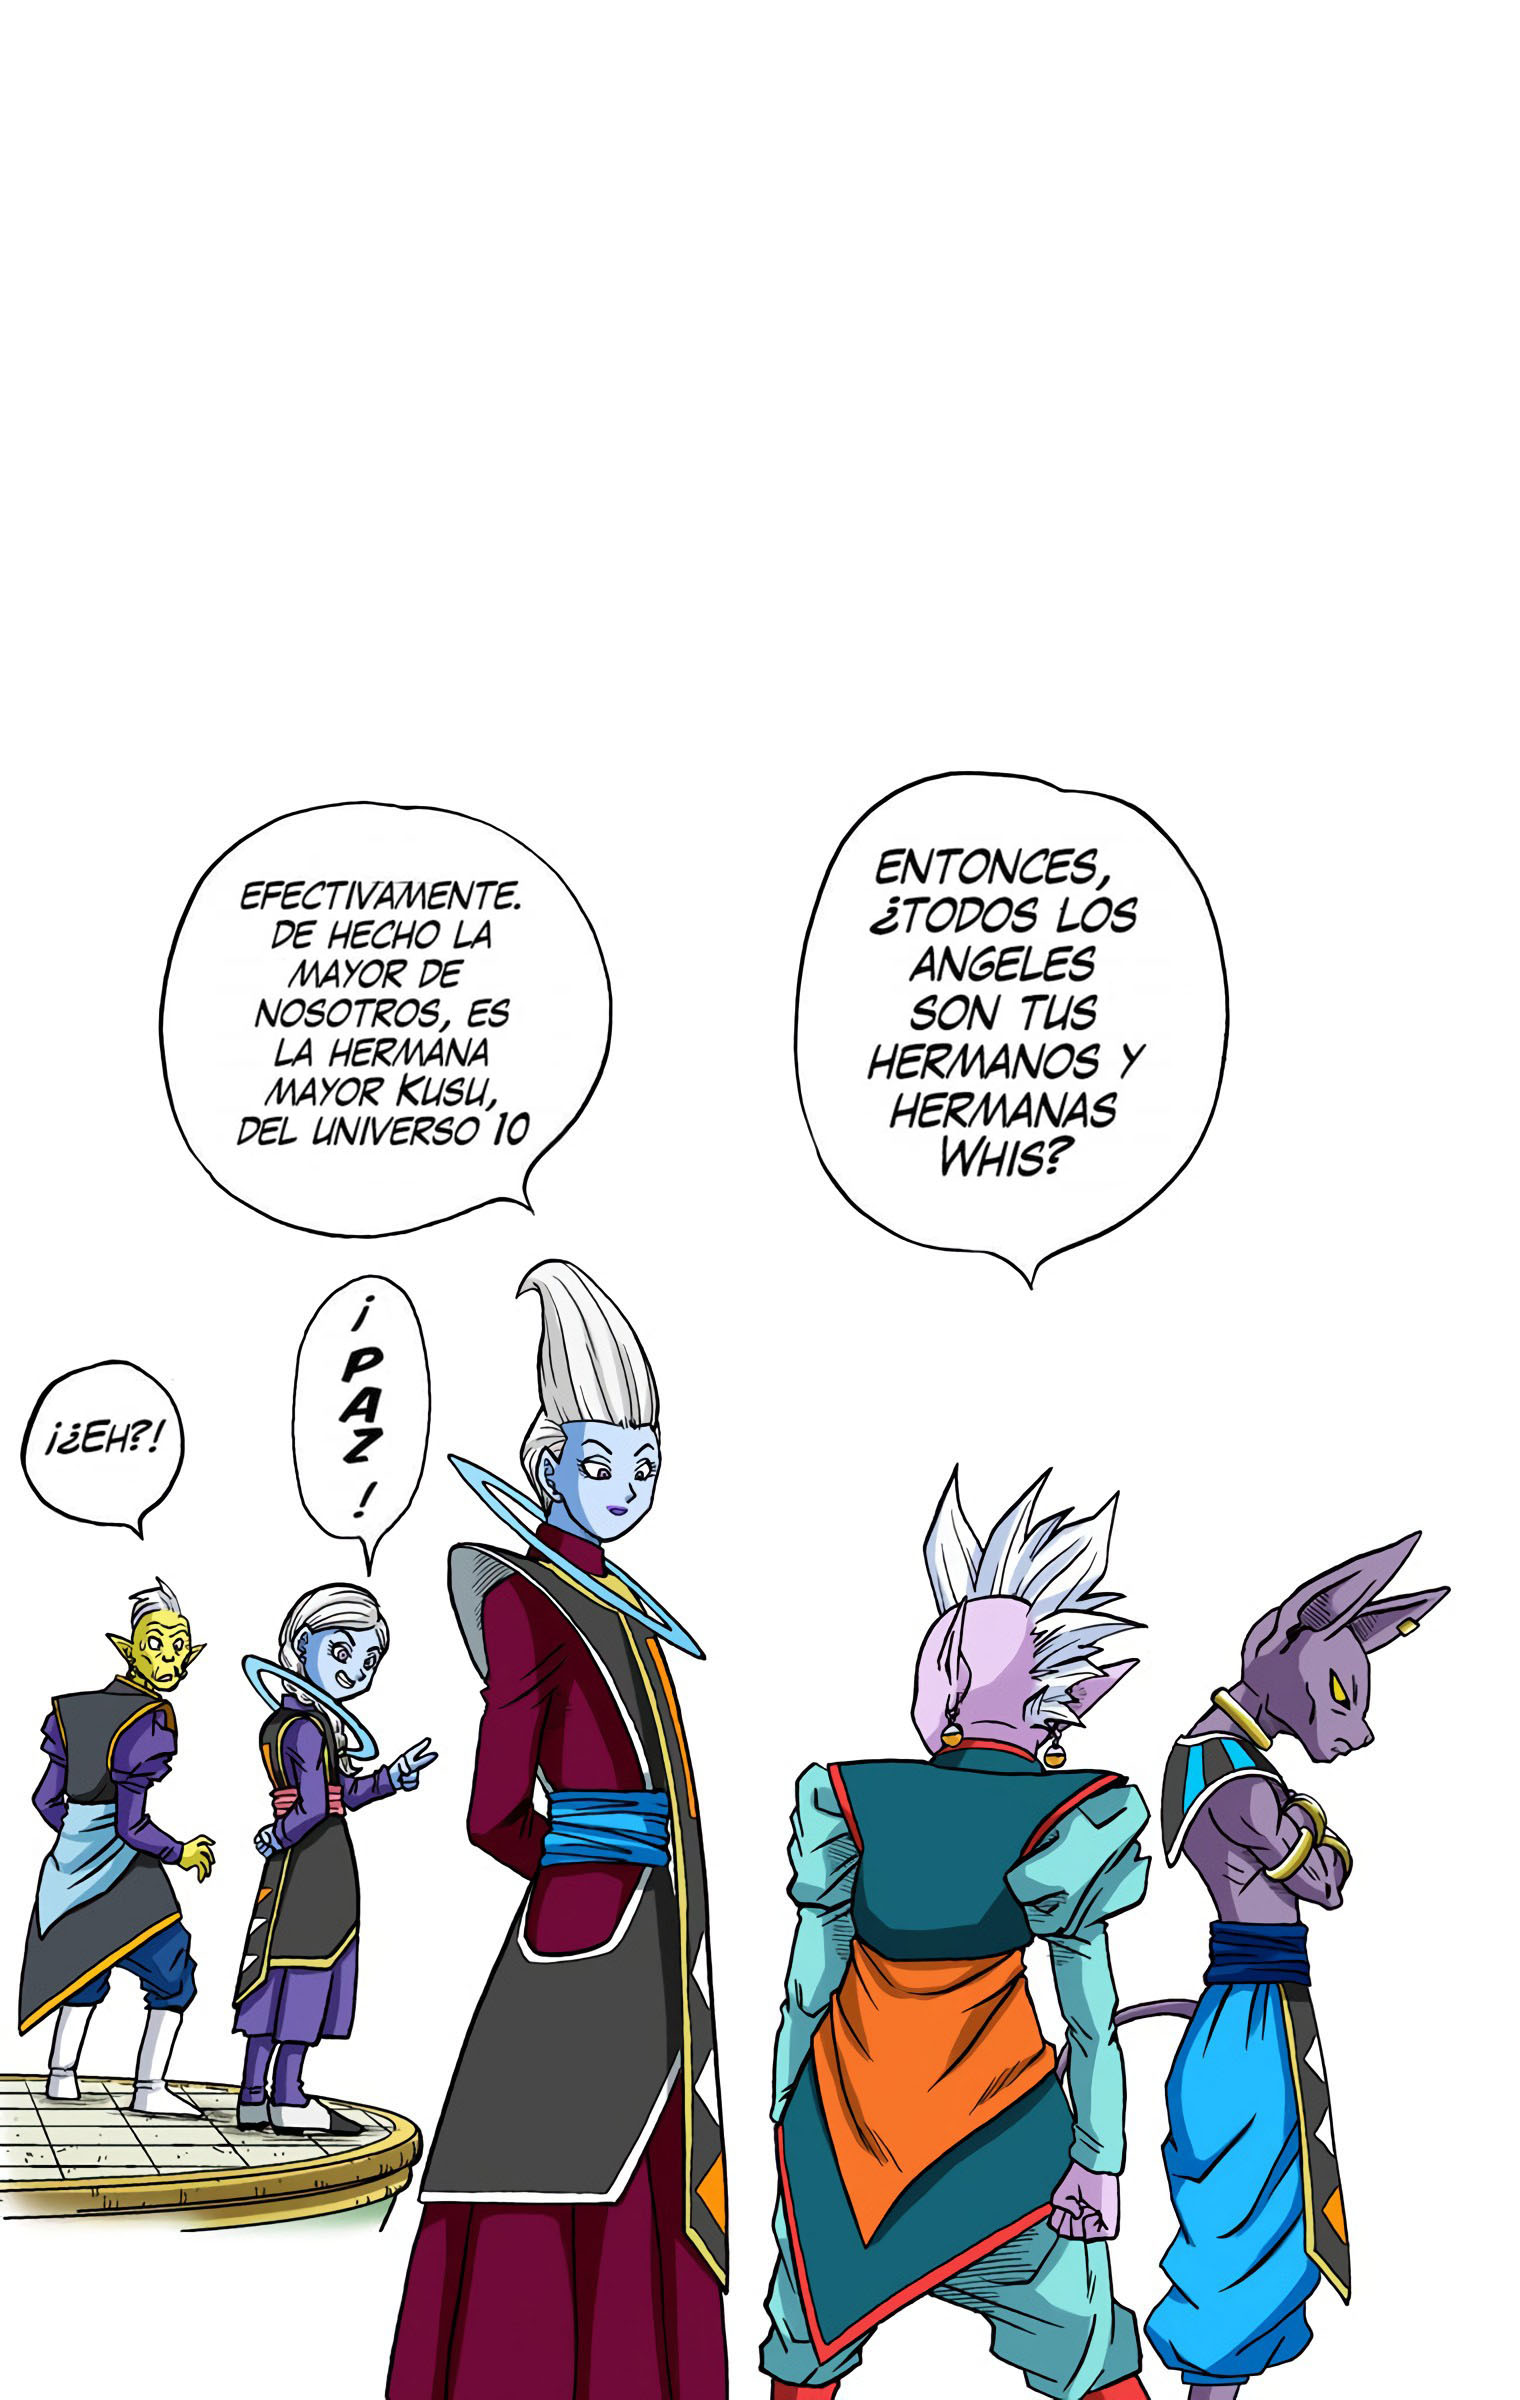 ENTONCES,
¿TODOS LOS
ANGELES
SON TUS
HERMANOS Y
HERMANAS
WHIS?
EFECTIVAMENTE.
DE HECHO LA
MAYOR DE
NOSOTROS, ES
LA HERMANA
MAYOR KUSU,
DEL UNIVERSO 10
¡PAZ!
¡¿EH?!